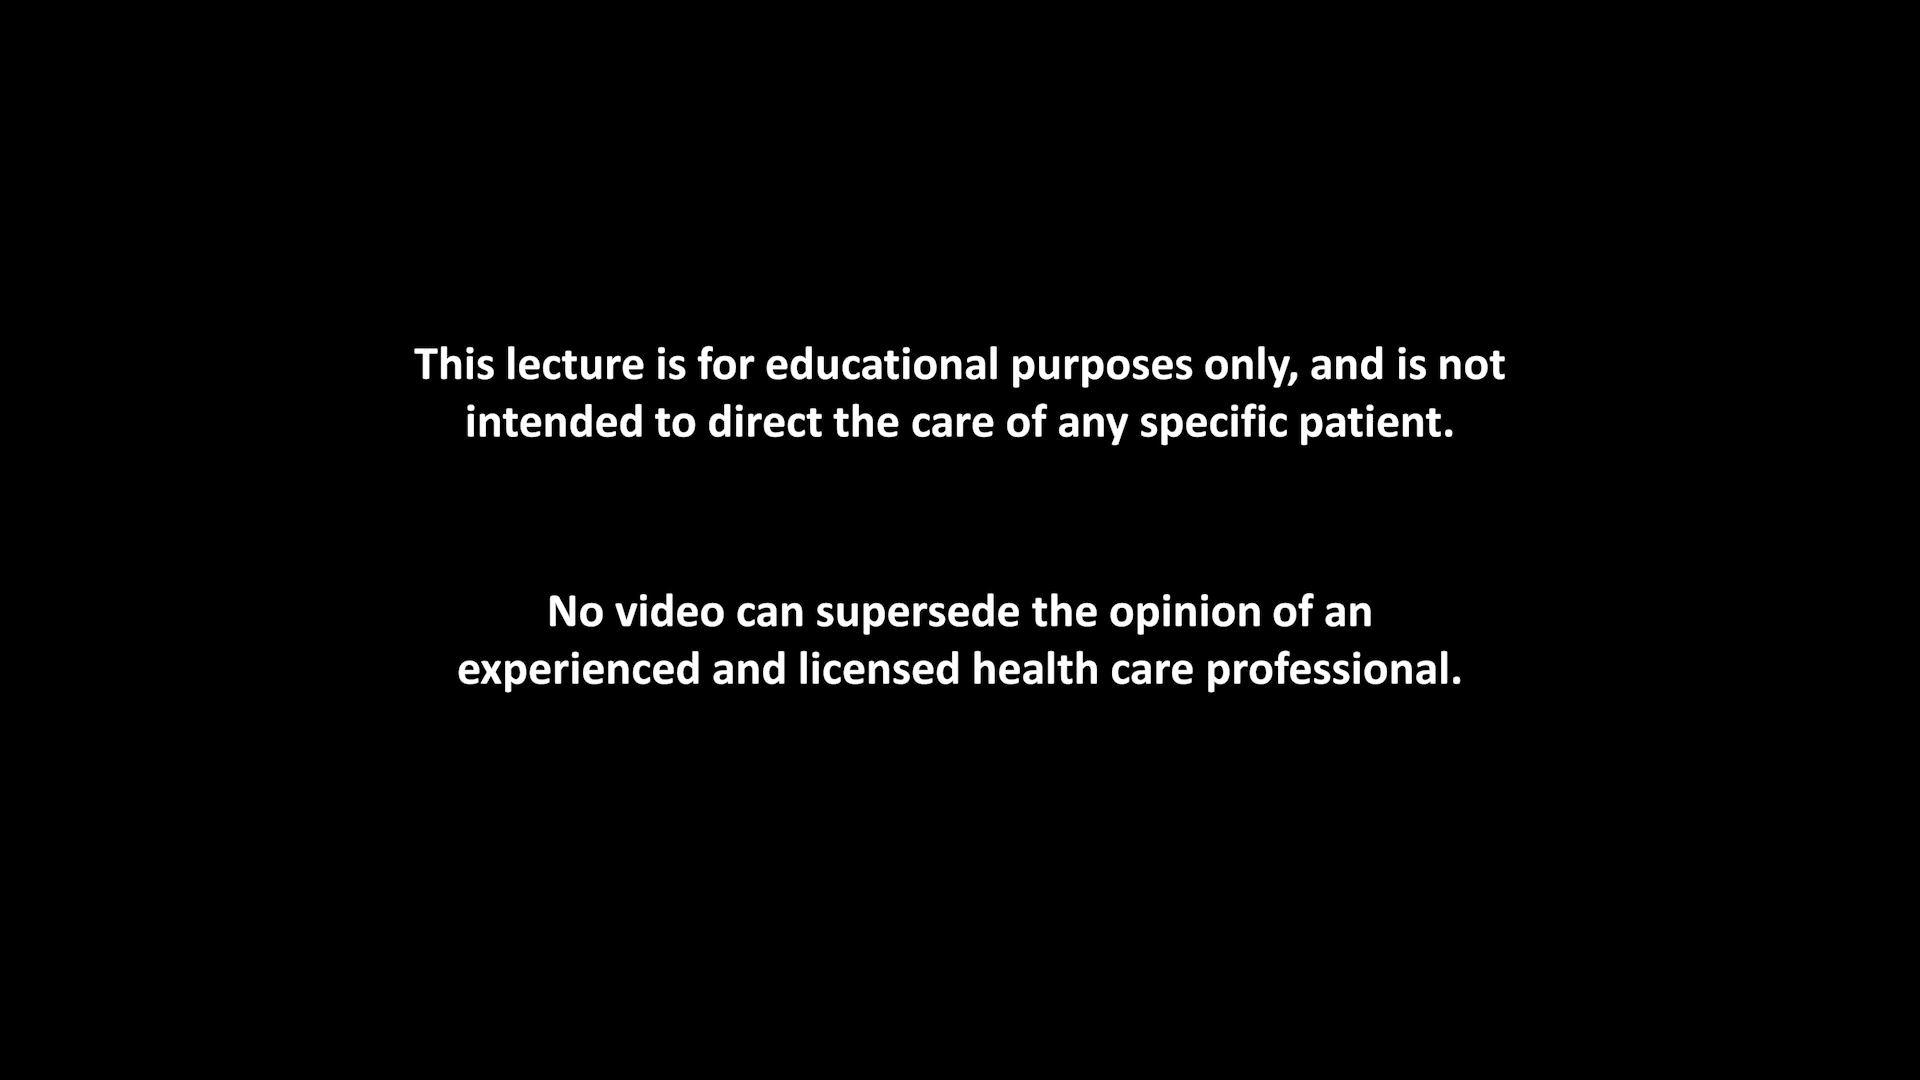 This lecture is for educational purposes only, and is not
intended to direct the care of any specific patient.
No video can supersede the opinion of an
experienced and licensed health care professional.